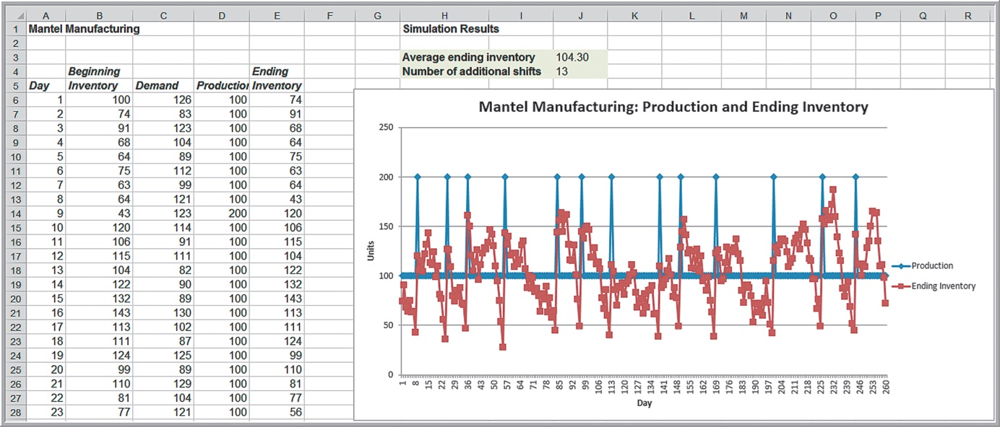 A B C D E F G H I J K L M N O P Q R
1 Mantel Manufacturing Simulation Results
2
3 Average ending inventory 104.30
4 Beginning Ending Number of additional shifts 13
5 Day Inventory Demand Production Inventory
6 1 100 126 100 74
7 2 74 83 100 91
8 3 91 123 100 68
9 4 68 104 100 64
10 5 64 89 100 75
11 6 75 112 100 63
12 7 63 99 100 64
13 8 64 121 100 43
14 9 43 123 200 120
15 10 120 114 100 106
16 11 106 91 100 115
17 12 115 111 100 104
18 13 104 82 100 122
19 14 122 90 100 132
20 15 132 89 100 143
21 16 143 130 100 113
22 17 113 102 100 111
23 18 111 87 100 124
24 19 124 125 100 99
25 20 99 89 100 110
26 21 110 129 100 81
27 22 81 104 100 77
28 23 77 121 100 56
Mantel Manufacturing: Production and Ending Inventory
250
200
150
100
50
0
Units
1 8 15 22 29 36 43 50 57 64 71 78 85 92 99 106 113 120 127 134 141 148 155 162 169 176 183 190 197 204 211 218 225 232 239 246 253 260
Day
Production
Ending Inventory